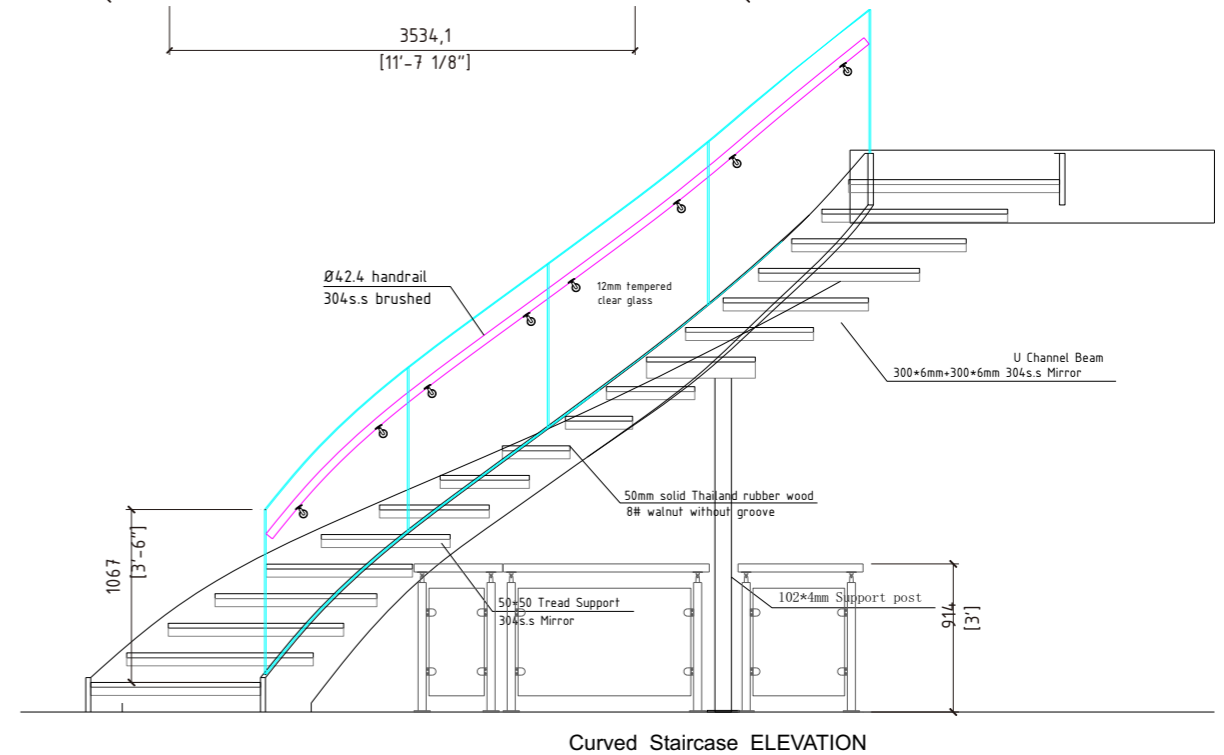 3534,1
[11'-7 1/8"]
Ø42.4 handrail
304s.s brushed
12mm tempered
clear glass
U Channel Beam
300*6mm+300*6mm 304s.s Mirror
50mm solid Thailand rubber wood
8# walnut without groove
1067
[3'-6"]
50*50 Tread Support
304s.s Mirror
102*4mm Support post
914
[3']
Curved Staircase ELEVATION